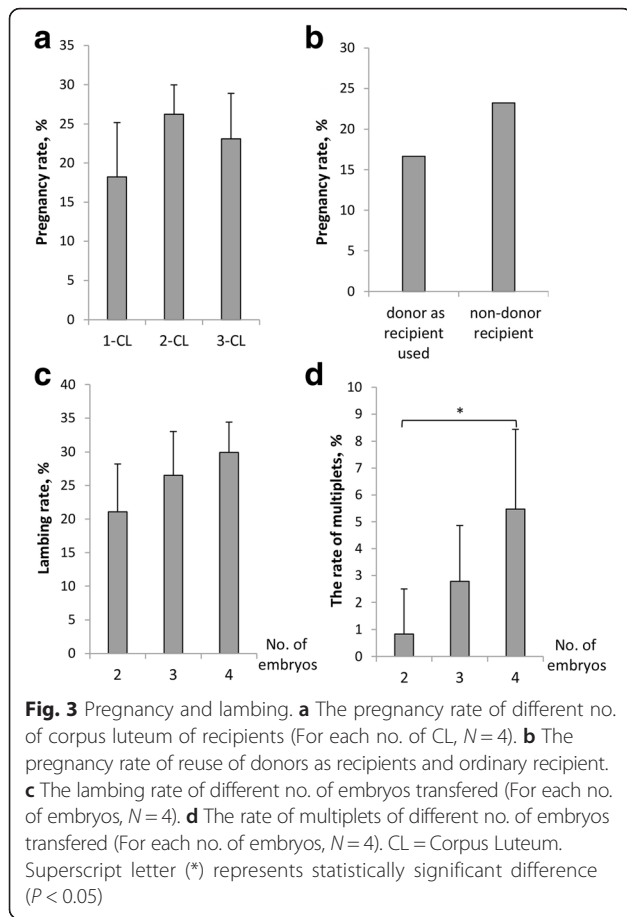 a
Pregnancy rate, %
35
30
25
20
15
10
5
0
1-CL 2-CL 3-CL
b
Pregnancy rate, %
30
25
20
15
10
5
0
donor as
recipient
used
non-donor
recipient
c
Lambing rate, %
40
35
30
25
20
15
10
5
0
2 3 4
No. of
embryos
d
The rate of multiplets, %
10
9
8
7
6
5
4
3
2
1
0
*
2 3 4
No. of
embryos
Fig. 3 Pregnancy and lambing. a The pregnancy rate of different no.
of corpus luteum of recipients (For each no. of CL, N = 4). b The
pregnancy rate of reuse of donors as recipients and ordinary recipient.
c The lambing rate of different no. of embryos transfered (For each no.
of embryos, N = 4). d The rate of multiplets of different no. of embryos
transfered (For each no. of embryos, N = 4). CL = Corpus Luteum.
Superscript letter (*) represents statistically significant difference
(P < 0.05)